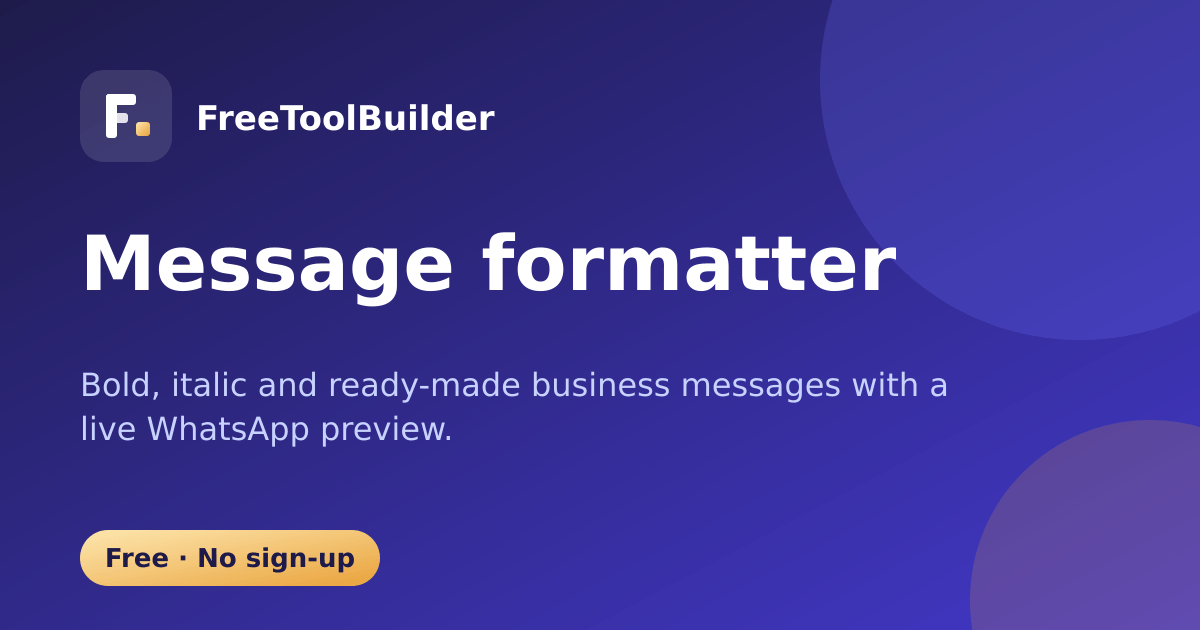 F.
FreeToolBuilder
Message formatter
Bold, italic and ready-made business messages with a
live WhatsApp preview.
Free · No sign-up